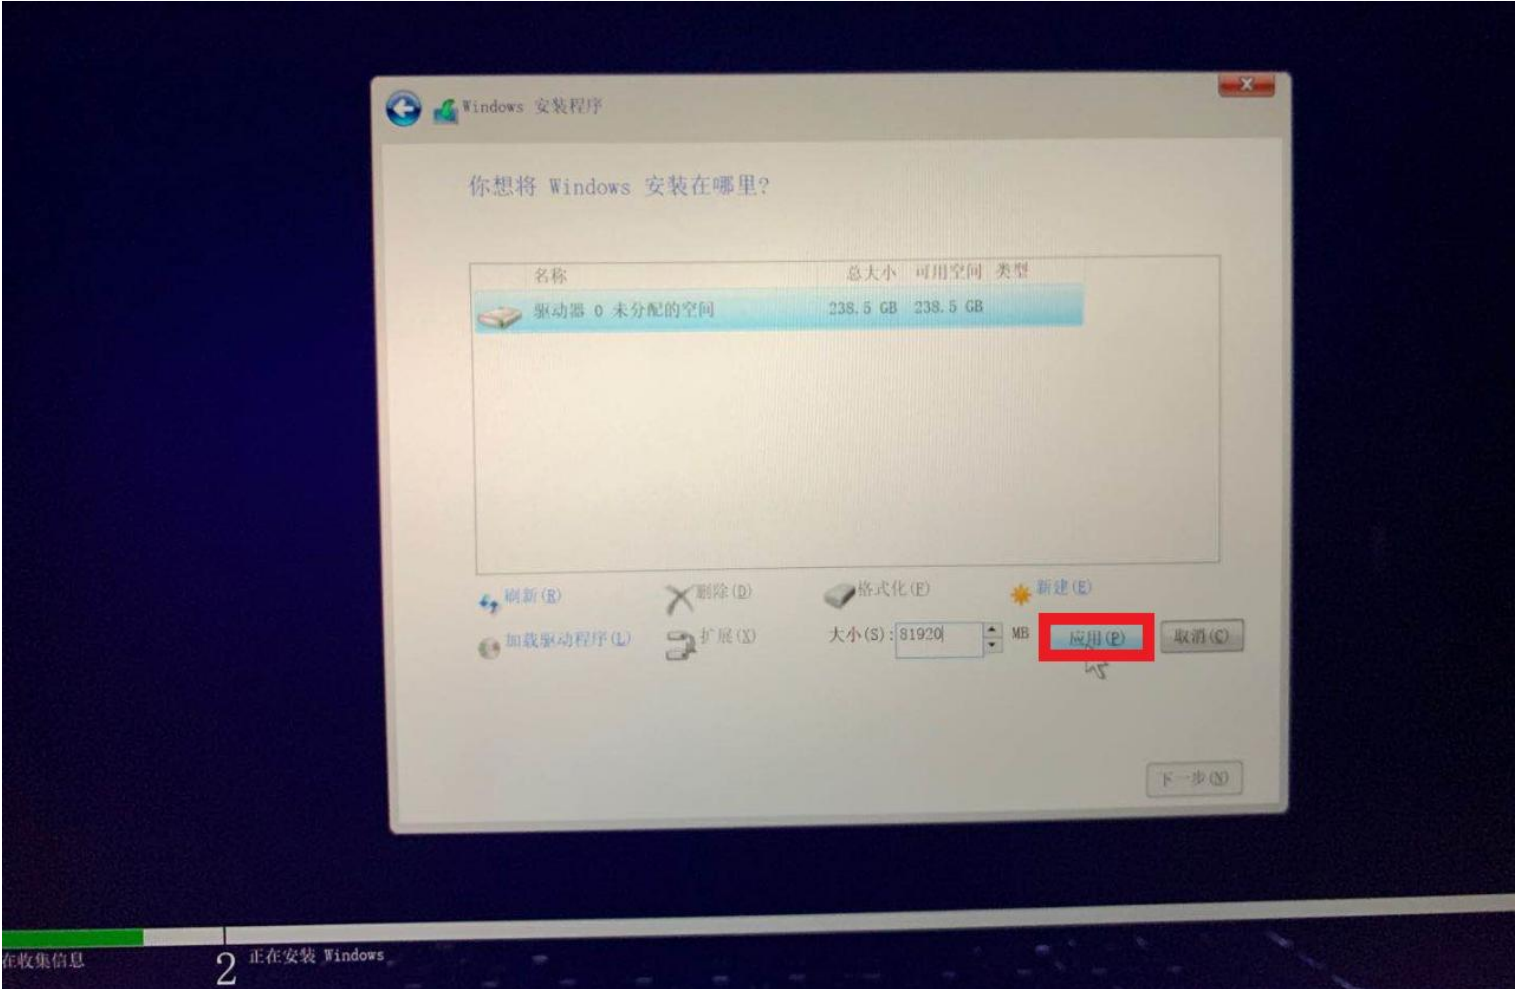 Windows 安装程序
你想将 Windows 安装在哪里?
名称 总大小 可用空间 类型
驱动器 0 未分配的空间 238.5 GB 238.5 GB
刷新(R) 删除(D) 格式化(F) 新建(E)
加载驱动程序(L) 扩展(X) 大小(S): 81920 MB 应用(P) 取消(C)
下一步(N)
在收集信息 2 正在安装 Windows